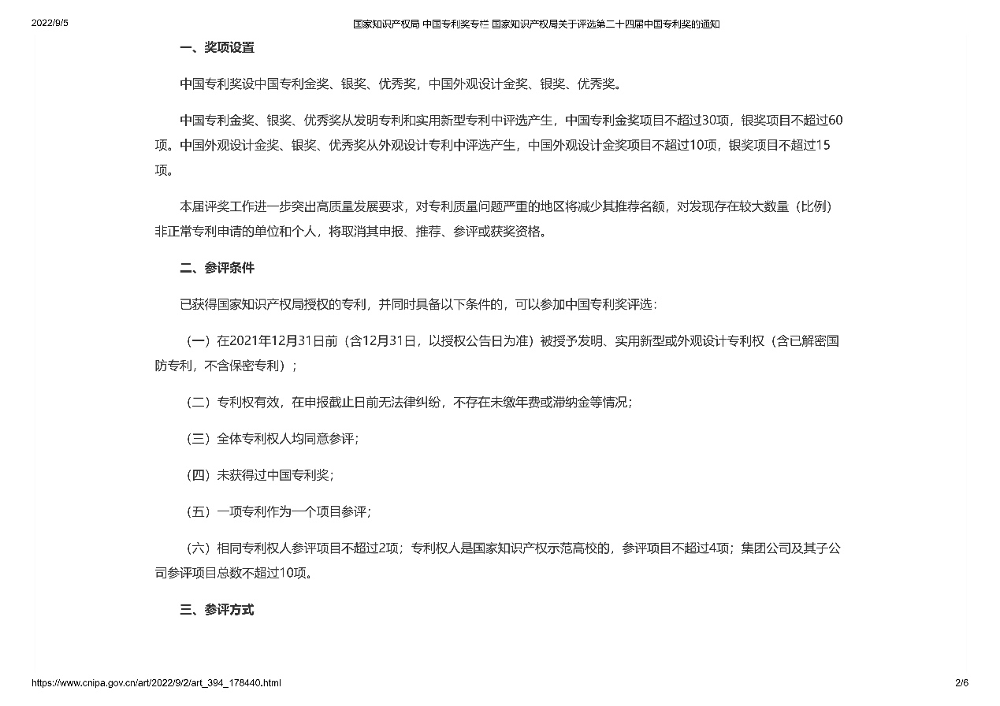 2022/9/5
国家知识产权局 中国专利奖专栏 国家知识产权局关于评选第二十四届中国专利奖的通知
一、奖项设置
中国专利奖设中国专利金奖、银奖、优秀奖，中国外观设计金奖、银奖、优秀奖。
中国专利金奖、银奖、优秀奖从发明专利和实用新型专利中评选产生，中国专利金奖项目不超过30项，银奖项目不超过60
项。中国外观设计金奖、银奖、优秀奖从外观设计专利中评选产生，中国外观设计金奖项目不超过10项，银奖项目不超过15
项。
本届评奖工作进一步突出高质量发展要求，对专利质量问题严重的地区将减少其推荐名额，对发现存在较大数量（比例）
非正常专利申请的单位和个人，将取消其申报、推荐、参评或获奖资格。
二、参评条件
已获得国家知识产权局授权的专利，并同时具备以下条件的，可以参加中国专利奖评选：
（一）在2021年12月31日前（含12月31日，以授权公告日为准）被授予发明、实用新型或外观设计专利权（含已解密国
防专利，不含保密专利）；
（二）专利权有效，在申报截止日前无法律纠纷，不存在未缴年费或滞纳金等情况；
（三）全体专利权人均同意参评；
（四）未获得过中国专利奖；
（五）一项专利作为一个项目参评；
（六）相同专利权人参评项目不超过2项；专利权人是国家知识产权示范高校的，参评项目不超过4项；集团公司及其子公
司参评项目总数不超过10项。
三、参评方式
https://www.cnipa.gov.cn/art/2022/9/2/art_394_178440.html
2/6